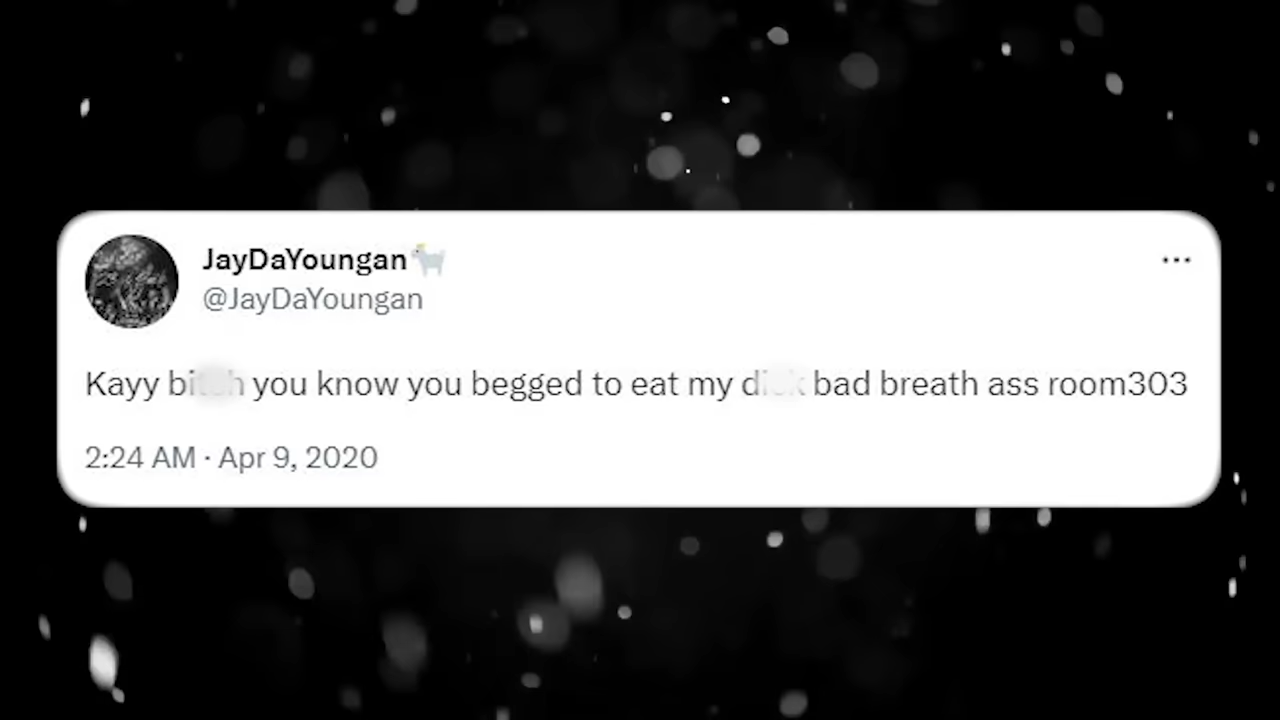 JayDaYoungan🐐
@JayDaYoungan
Kayy bitch you know you begged to eat my dick bad breath ass room303
2:24 AM · Apr 9, 2020